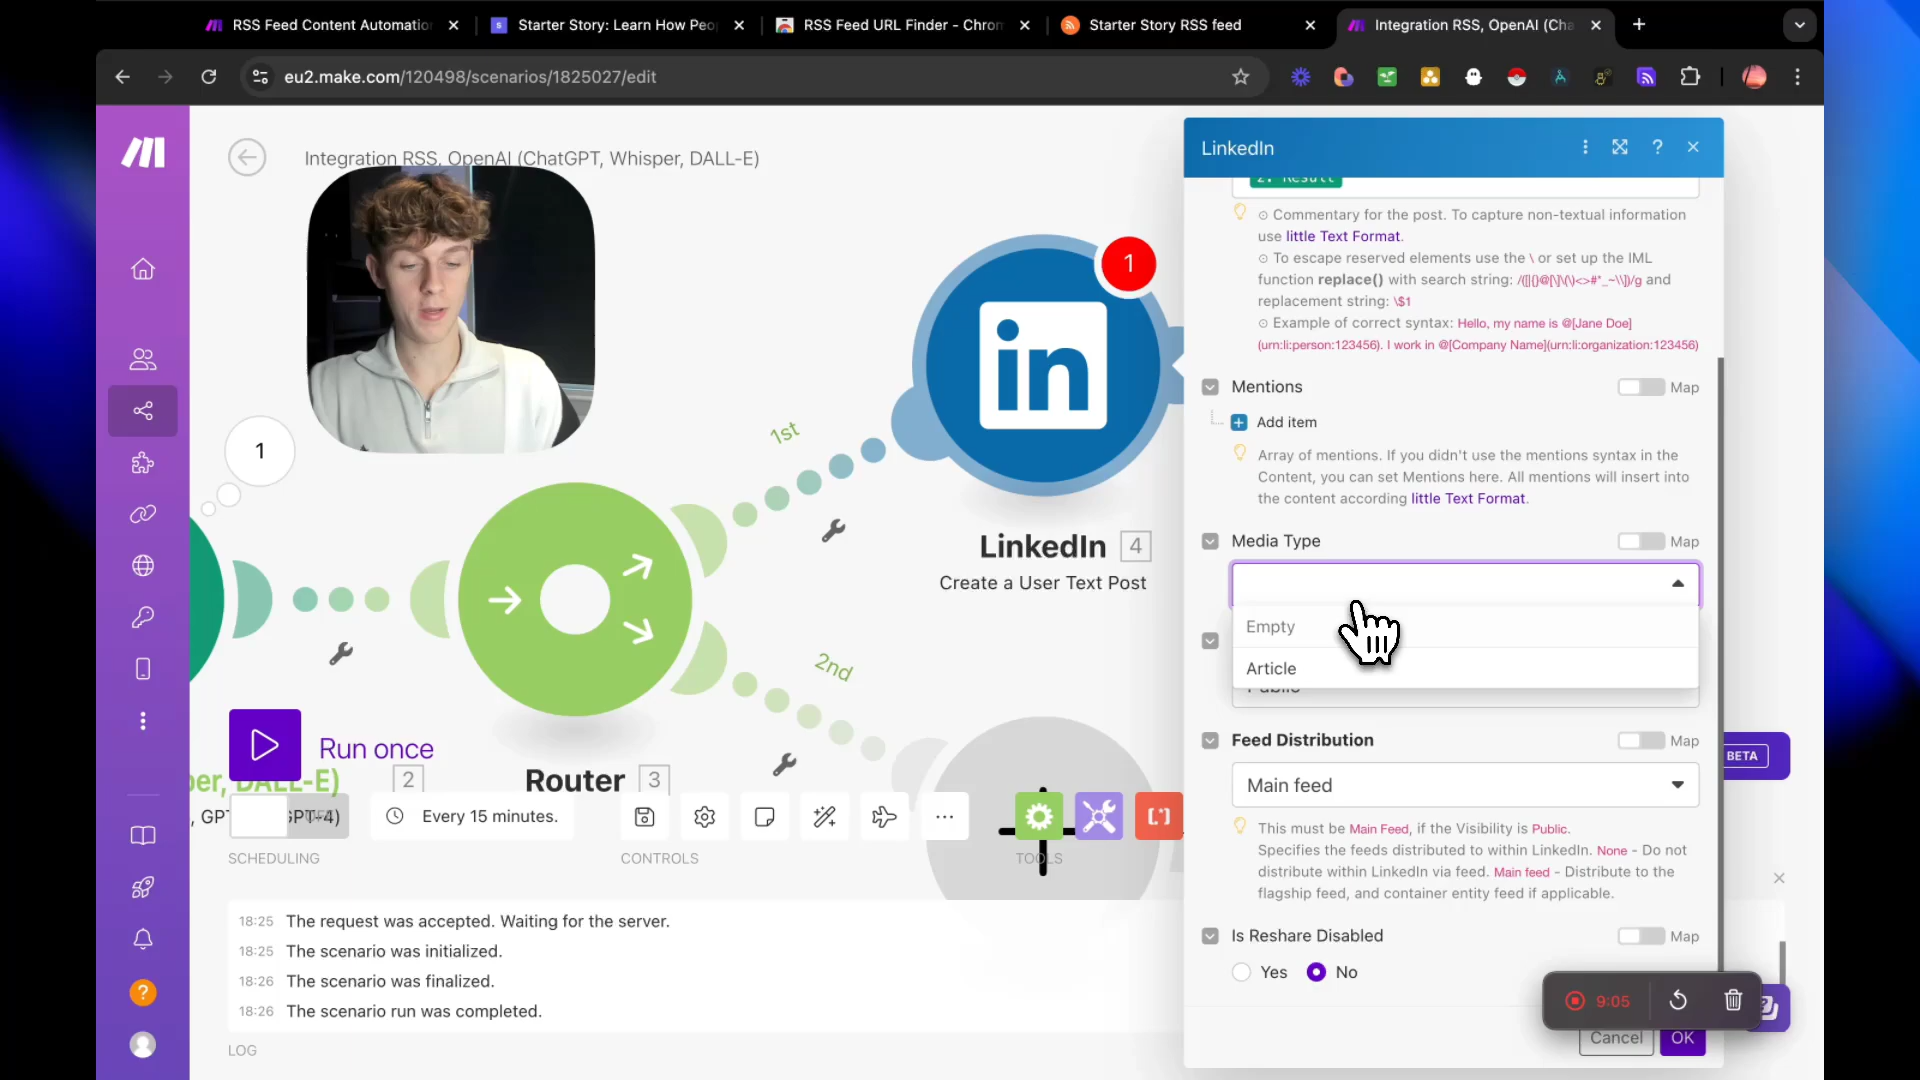 RSS Feed Content Automation
Starter Story: Learn How Peo
RSS Feed URL Finder - Chrom
Starter Story RSS feed
Integration RSS, OpenAI (Cha
eu2.make.com/120498/scenarios/1825027/edit
Integration RSS, OpenAI (ChatGPT, Whisper, DALL-E)
LinkedIn
2. Result
Commentary for the post. To capture non-textual information
use little Text Format.
To escape reserved elements use the \ or set up the IML
function replace() with search string: /([|{}@[\]\(\)<>#*_~\\])/g and
replacement string: \$1
Example of correct syntax: Hello, my name is @[Jane Doe]
(urn:li:person:123456). I work in @[Company Name](urn:li:organization:123456)
Mentions
Map
Add item
Array of mentions. If you didn't use the mentions syntax in the
Content, you can set Mentions here. All mentions will insert into
the content according little Text Format.
Media Type
Map
Empty
Article
Public
Feed Distribution
Map
Main feed
This must be Main Feed, if the Visibility is Public.
Specifies the feeds distributed to within LinkedIn. None - Do not
distribute within LinkedIn via feed. Main feed - Distribute to the
flagship feed, and container entity feed if applicable.
Is Reshare Disabled
Map
Yes
No
9:05
Cancel
OK
BETA
1
1
1st
LinkedIn 4
Create a User Text Post
2nd
Router 3
Run once
per, DALL-E) 2
, GPT
GPT-4)
Every 15 minutes.
SCHEDULING
CONTROLS
TOOLS
18:25 The request was accepted. Waiting for the server.
18:25 The scenario was initialized.
18:26 The scenario was finalized.
18:26 The scenario run was completed.
LOG